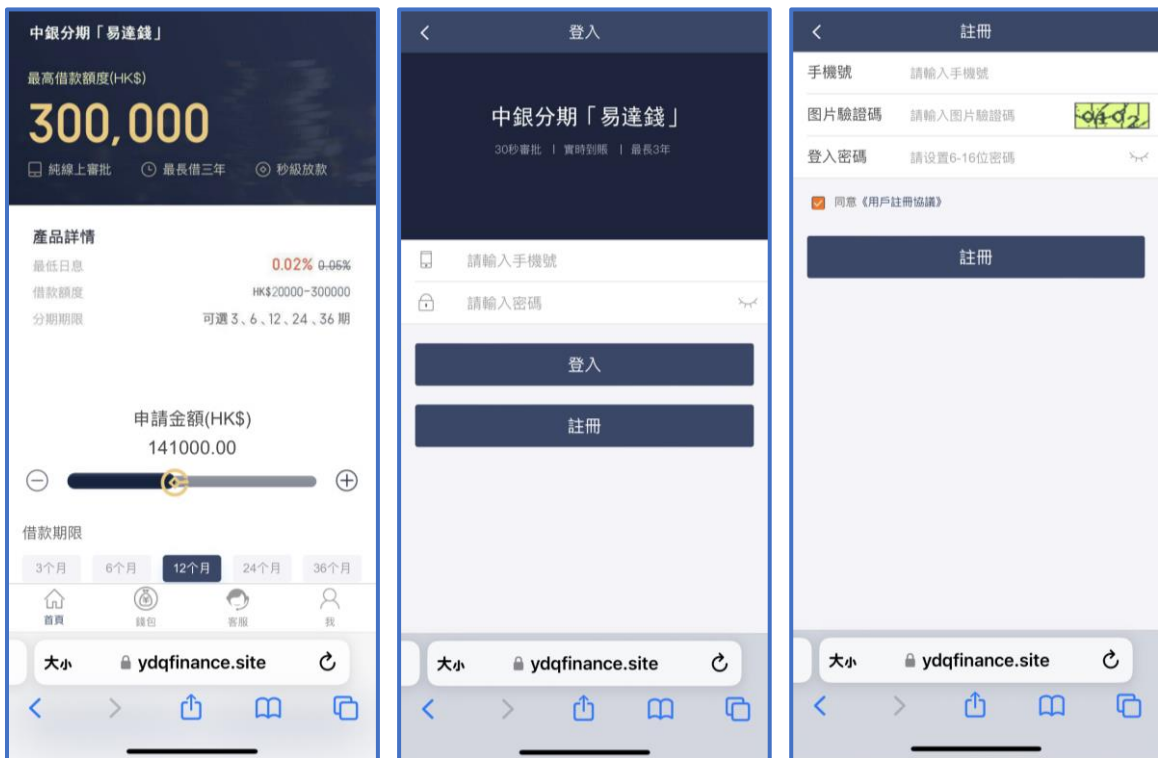 中銀分期「易達錢」
最高借款額度(HK$)
300,000
純線上審批 最長借三年 秒級放款
產品詳情
最低日息 0.02% 0.05%
借款額度 HK$20000-300000
分期期限 可選 3、6、12、24、36 期
申請金額(HK$)
141000.00
借款期限
3个月 6个月 12个月 24个月 36个月
首頁 錢包 客服 我
大小 ydqfinance.site
登入
中銀分期「易達錢」
30秒審批 | 實時到賬 | 最長3年
請輸入手機號
請輸入密碼
登入
註冊
大小 ydqfinance.site
註冊
手機號 請輸入手機號
图片驗證碼 請輸入图片驗證碼
登入密碼 請设置6-16位密碼
同意《用戶註冊協議》
註冊
大小 ydqfinance.site